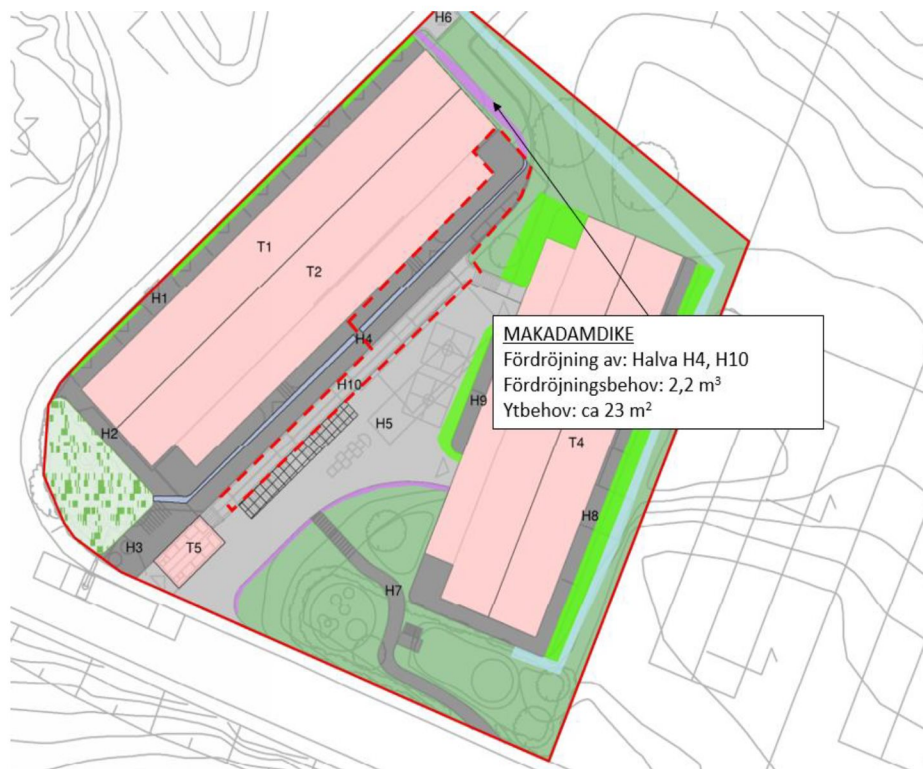 H6
T1
T2
H1
MAKADAMDIKE
Fördröjning av: Halva H4, H10
Fördröjningsbehov: 2,2 m³
Ytbehov: ca 23 m²
H4
H10
H9
H5
H2
T4
H8
H3
T5
H7